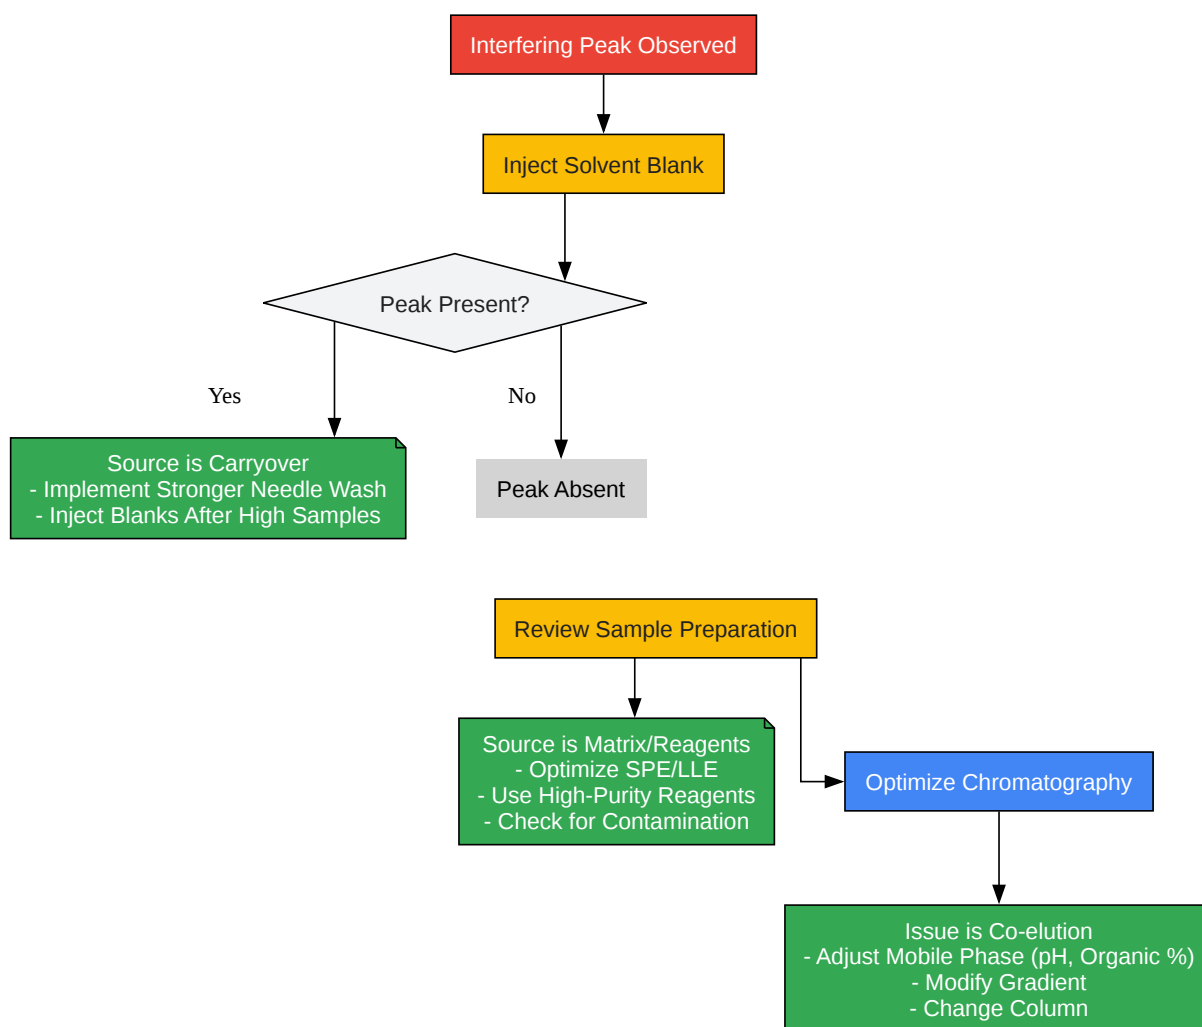 Interfering Peak Observed
Inject Solvent Blank
Peak Present?
Yes
No
Source is Carryover
- Implement Stronger Needle Wash
- Inject Blanks After High Samples
Peak Absent
Review Sample Preparation
Source is Matrix/Reagents
- Optimize SPE/LLE
- Use High-Purity Reagents
- Check for Contamination
Optimize Chromatography
Issue is Co-elution
- Adjust Mobile Phase (pH, Organic %)
- Modify Gradient
- Change Column